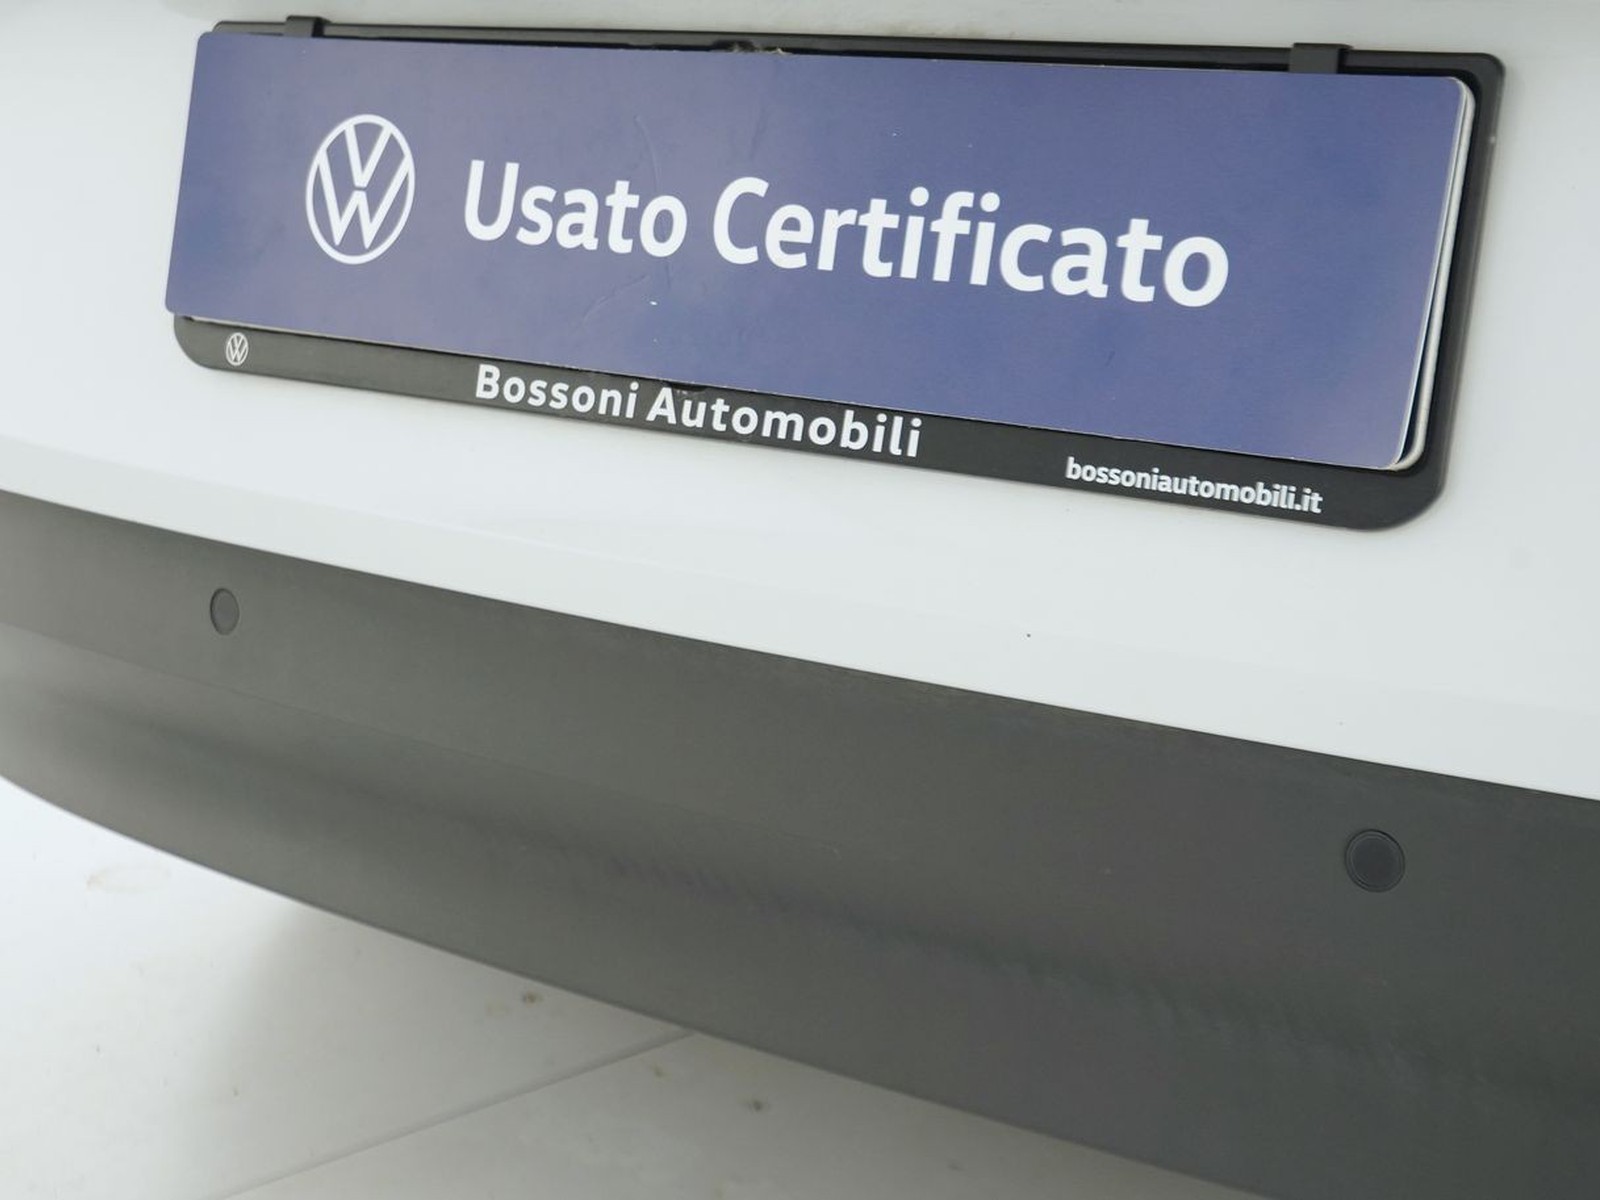 Usato Certificato
Bossoni Automobili
bossoniautomobili.it